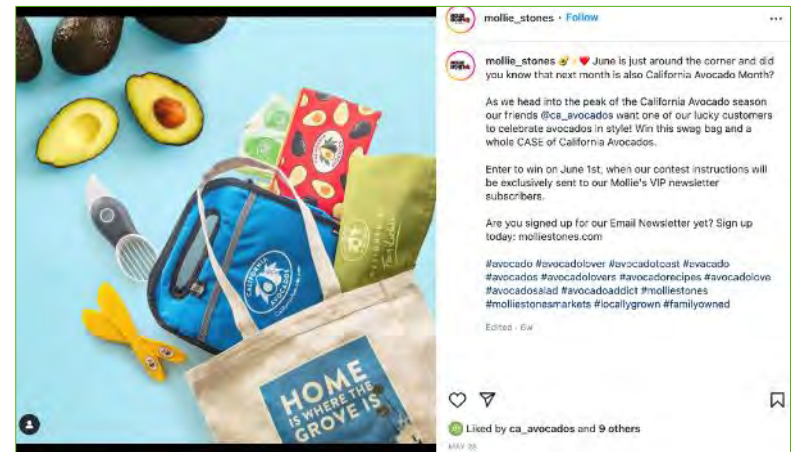 mollie_stones • Follow
mollie_stones 🥑 - ❤️ June is just around the corner and did
you know that next month is also California Avocado Month?
As we head into the peak of the California Avocado season
our friends @ca_avocados want one of our lucky customers
to celebrate avocados in style! Win this swag bag and a
whole CASE of California Avocados.
Enter to win on June 1st, when our contest instructions will
be exclusively sent to our Mollie's VIP newsletter
subscribers.
Are you signed up for our Email Newsletter yet? Sign up
today: molliestones.com
#avocado #avocadolover #avocadotoast #avacado
#avocados #avocadolovers #avocadorecipes #avocadolove
#avocadosalad #avocadoaddict #molliestones
#molliestonesmarkets #locallygrown #familyowned
Edited · 6w
Liked by ca_avocados and 9 others
CALIFORNIA
AVOCADOS
HOME
IS WHERE THE
GROVE IS